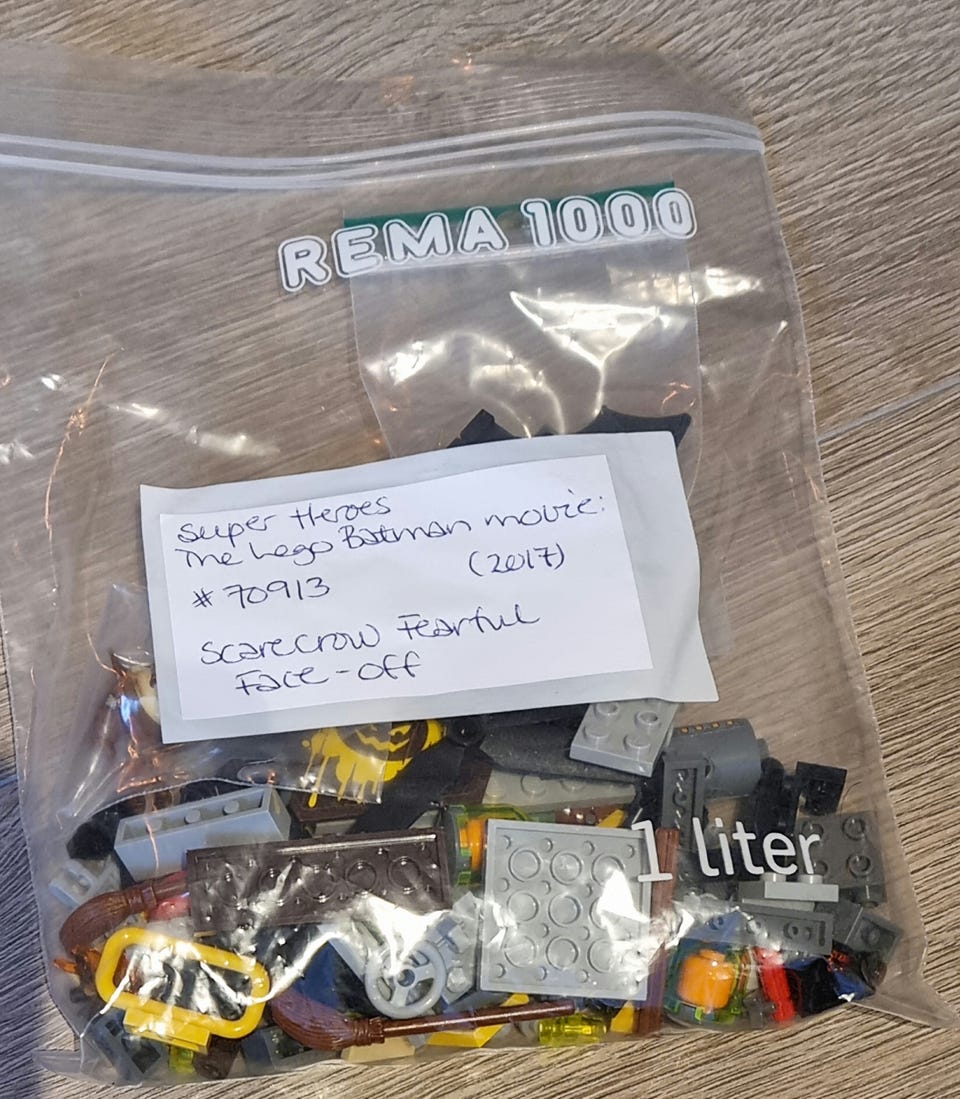 REMA 1000
Super Heroes
The Lego Batman movie:
# 70913 (2017)
Scarecrow Fearful
Face-off
1 liter